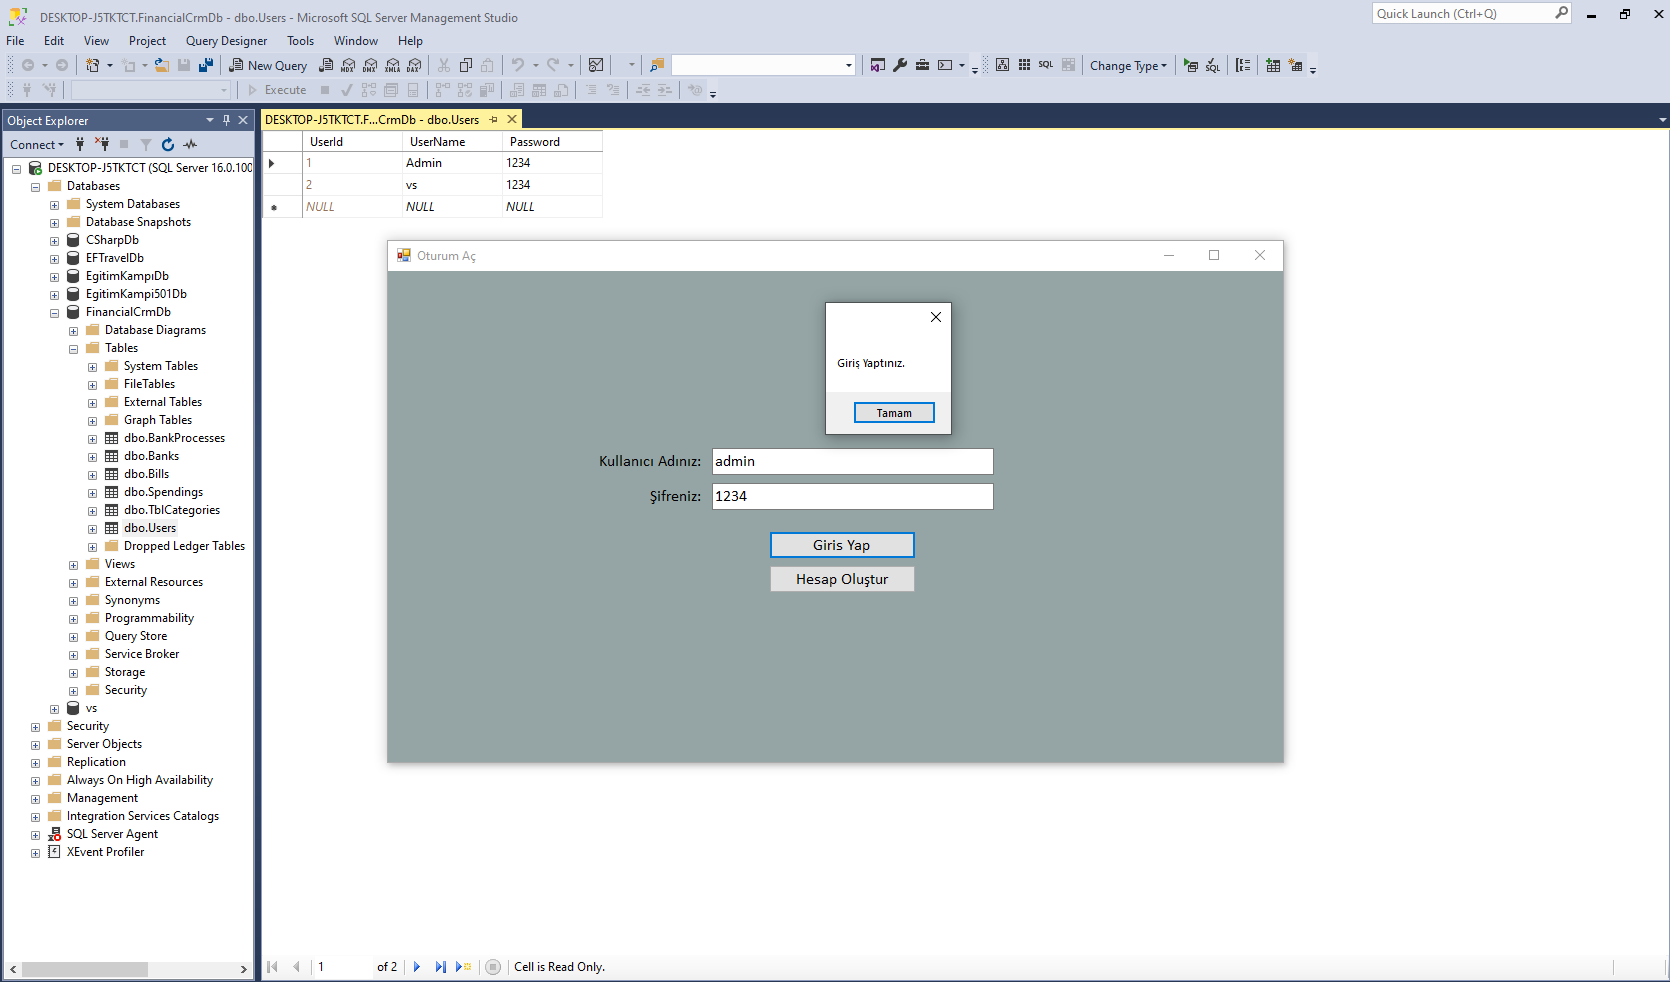 DESKTOP-J5TKTCT.FinancialCrmDb - dbo.Users - Microsoft SQL Server Management Studio
Quick Launch (Ctrl+Q)
File Edit View Project Query Designer Tools Window Help
New Query MDX DMX XMLA DAX SQL Change Type
Execute
Object Explorer
Connect
DESKTOP-J5TKTCT (SQL Server 16.0.100
Databases
System Databases
Database Snapshots
CSharpDb
EFTravelDb
EgitimKampıDb
EgitimKampi501Db
FinancialCrmDb
Database Diagrams
Tables
System Tables
FileTables
External Tables
Graph Tables
dbo.BankProcesses
dbo.Banks
dbo.Bills
dbo.Spendings
dbo.TblCategories
dbo.Users
Dropped Ledger Tables
Views
External Resources
Synonyms
Programmability
Query Store
Service Broker
Storage
Security
vs
Security
Server Objects
Replication
Always On High Availability
Management
Integration Services Catalogs
SQL Server Agent
XEvent Profiler
DESKTOP-J5TKTCT.F...CrmDb - dbo.Users
UserId UserName Password
1 Admin 1234
2 vs 1234
NULL NULL NULL
Oturum Aç
Giriş Yaptınız.
Tamam
Kullanıcı Adınız: admin
Şifreniz: 1234
Giris Yap
Hesap Oluştur
1 of 2 Cell is Read Only.